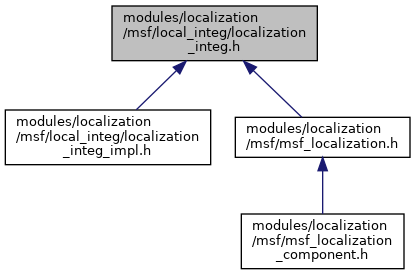 modules/localization
/msf/local_integ/localization
_integ.h
modules/localization
/msf/local_integ/localization
_integ_impl.h
modules/localization
/msf/msf_localization.h
modules/localization
/msf/msf_localization
_component.h